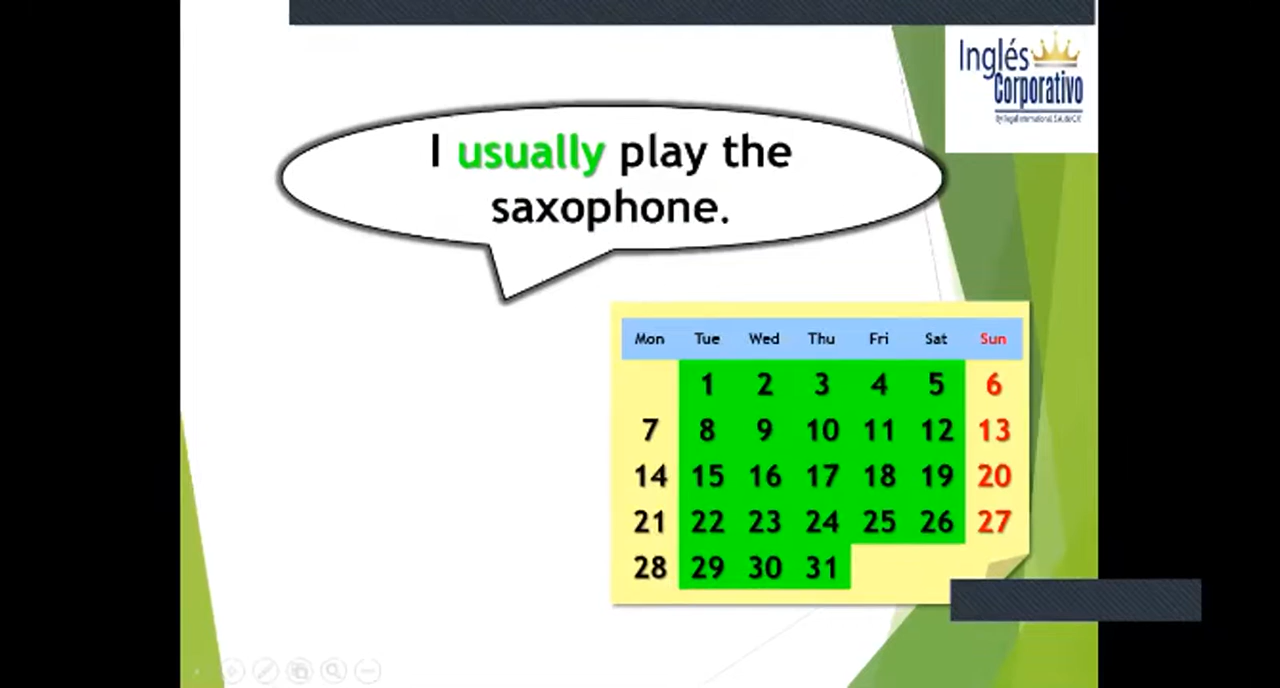 Inglés
Corporativo
I usually play the
saxophone.
Mon Tue Wed Thu Fri Sat Sun
1 2 3 4 5 6
7 8 9 10 11 12 13
14 15 16 17 18 19 20
21 22 23 24 25 26 27
28 29 30 31